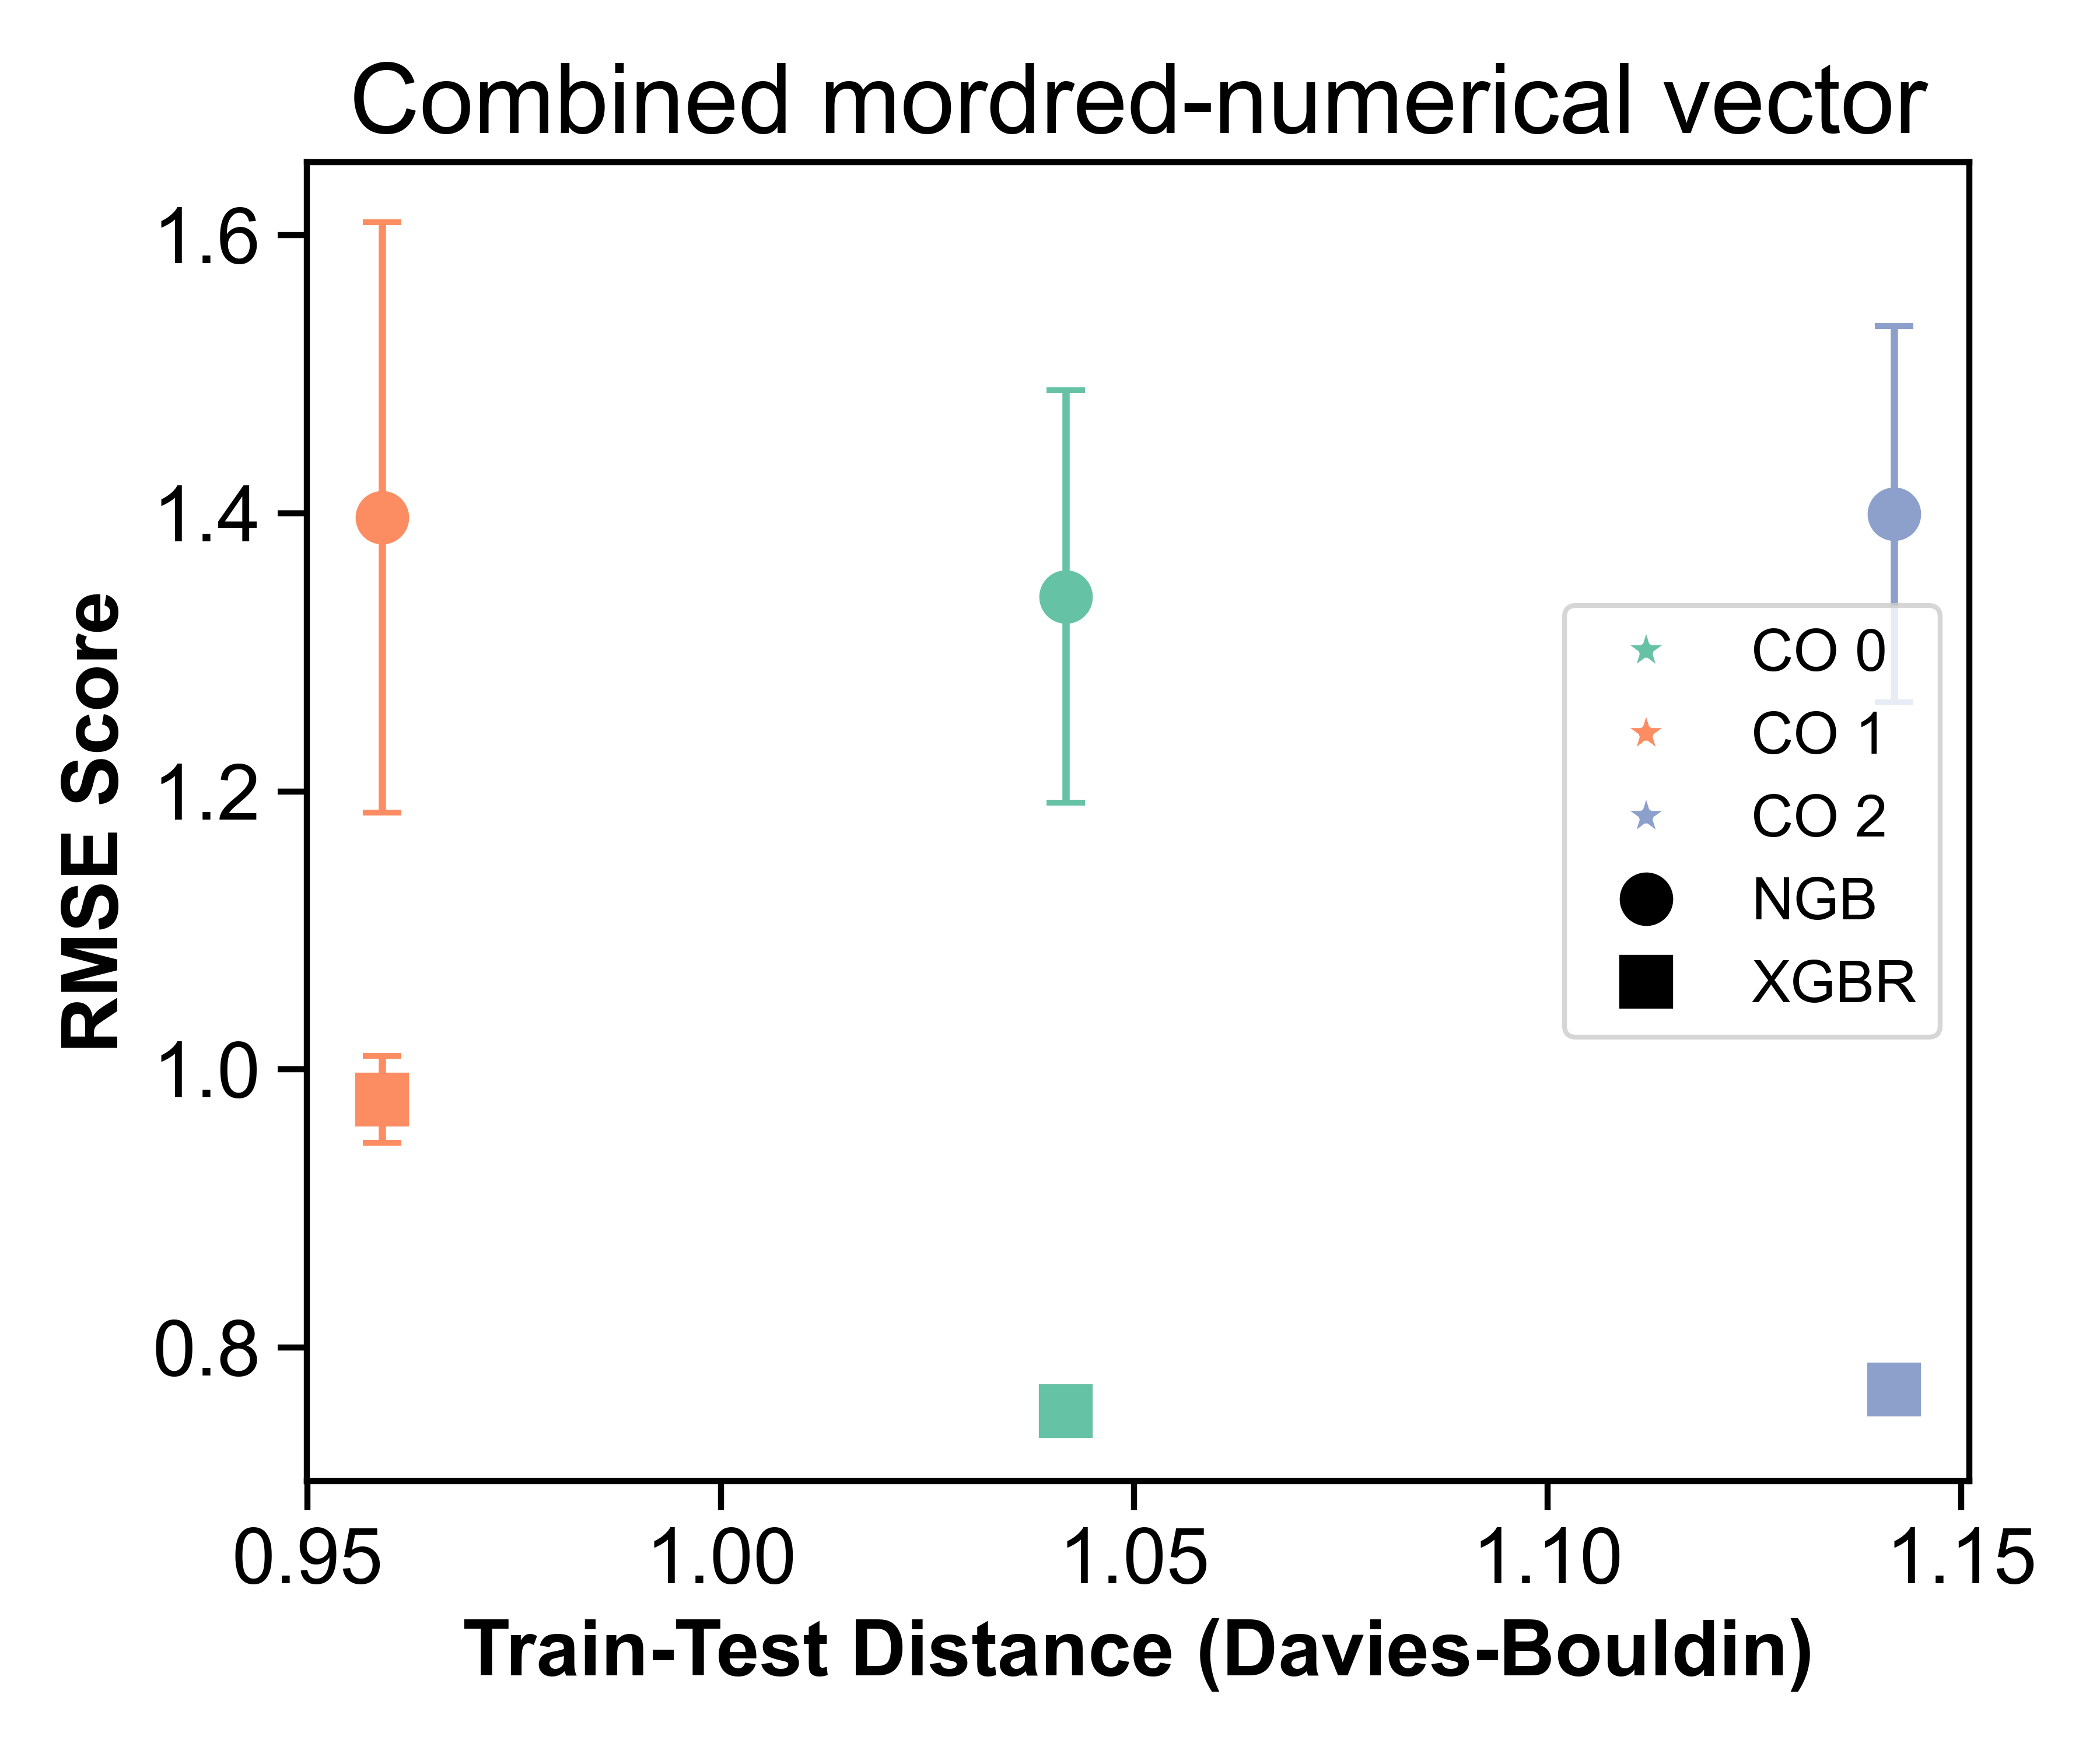 Combined mordred-numerical vector
1.6
1.4
1.2
1.0
0.8
RMSE Score
CO 0
CO 1
CO 2
NGB
XGBR
0.95 1.00 1.05 1.10 1.15
Train-Test Distance (Davies-Bouldin)